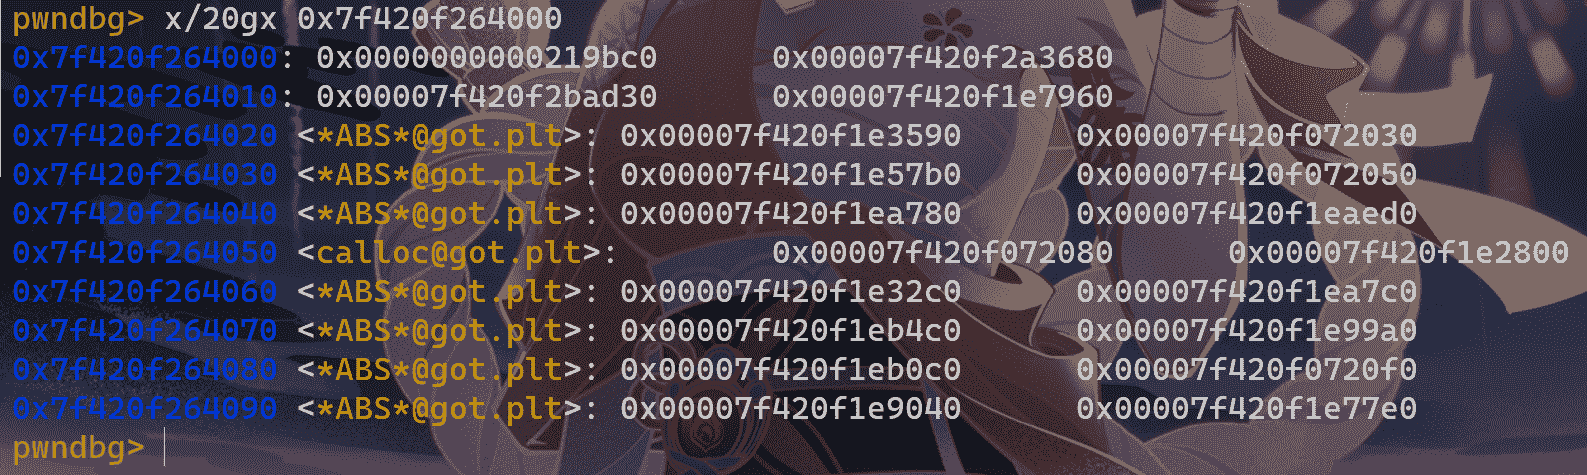 pwndbg> x/20gx 0x7f420f264000
0x7f420f264000: 0x0000000000219bc0 0x00007f420f2a3680
0x7f420f264010: 0x00007f420f2bad30 0x00007f420f1e7960
0x7f420f264020 <*ABS*@got.plt>: 0x00007f420f1e3590 0x00007f420f072030
0x7f420f264030 <*ABS*@got.plt>: 0x00007f420f1e57b0 0x00007f420f072050
0x7f420f264040 <*ABS*@got.plt>: 0x00007f420f1ea780 0x00007f420f1eaed0
0x7f420f264050 <calloc@got.plt>: 0x00007f420f072080 0x00007f420f1e2800
0x7f420f264060 <*ABS*@got.plt>: 0x00007f420f1e32c0 0x00007f420f1ea7c0
0x7f420f264070 <*ABS*@got.plt>: 0x00007f420f1eb4c0 0x00007f420f1e99a0
0x7f420f264080 <*ABS*@got.plt>: 0x00007f420f1eb0c0 0x00007f420f0720f0
0x7f420f264090 <*ABS*@got.plt>: 0x00007f420f1e9040 0x00007f420f1e77e0
pwndbg>